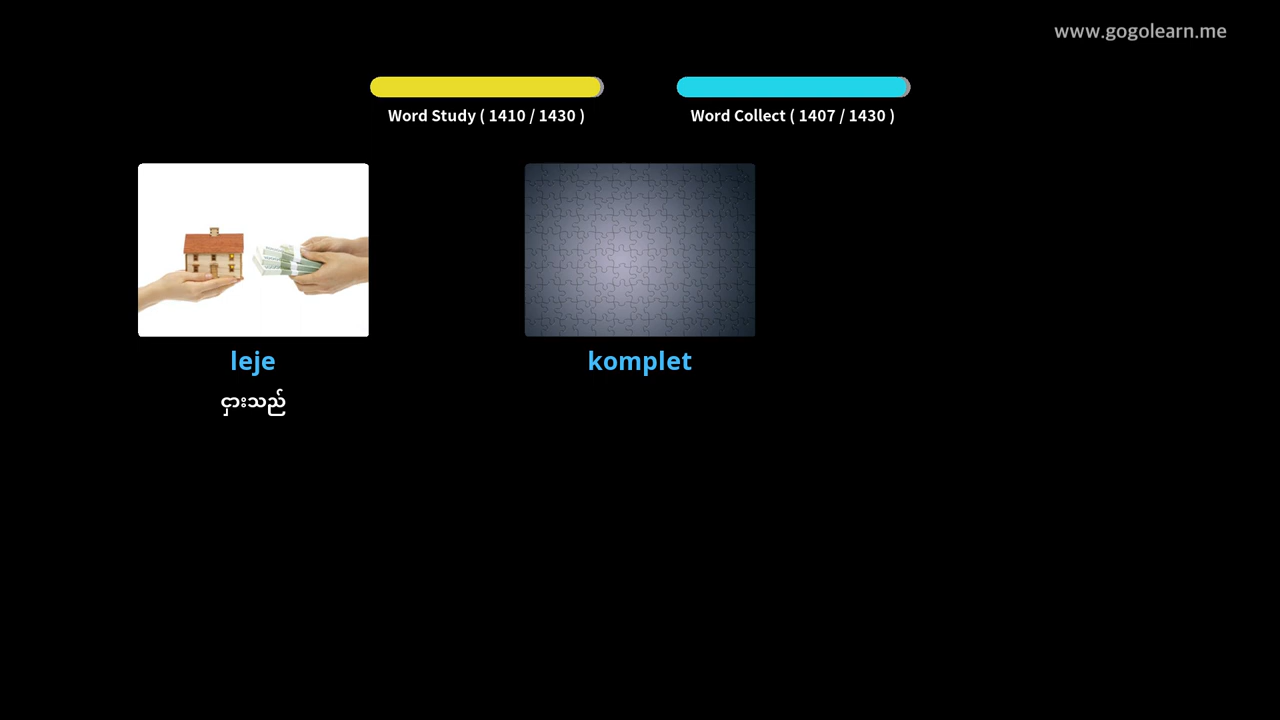 www.gogolearn.me
Word Study ( 1410 / 1430 )
Word Collect ( 1407 / 1430 )
leje
ငှားသည်
komplet